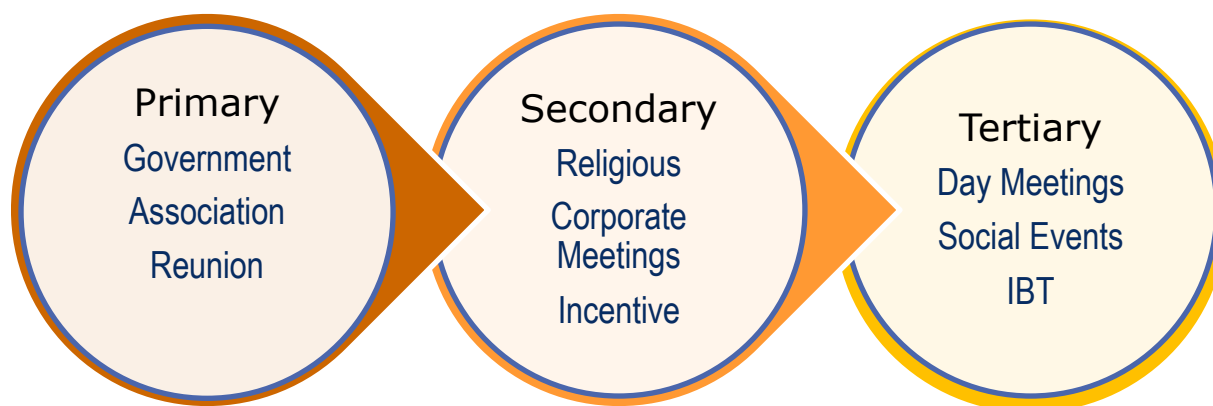 Primary
Government
Association
Reunion
Secondary
Religious
Corporate
Meetings
Incentive
Tertiary
Day Meetings
Social Events
IBT